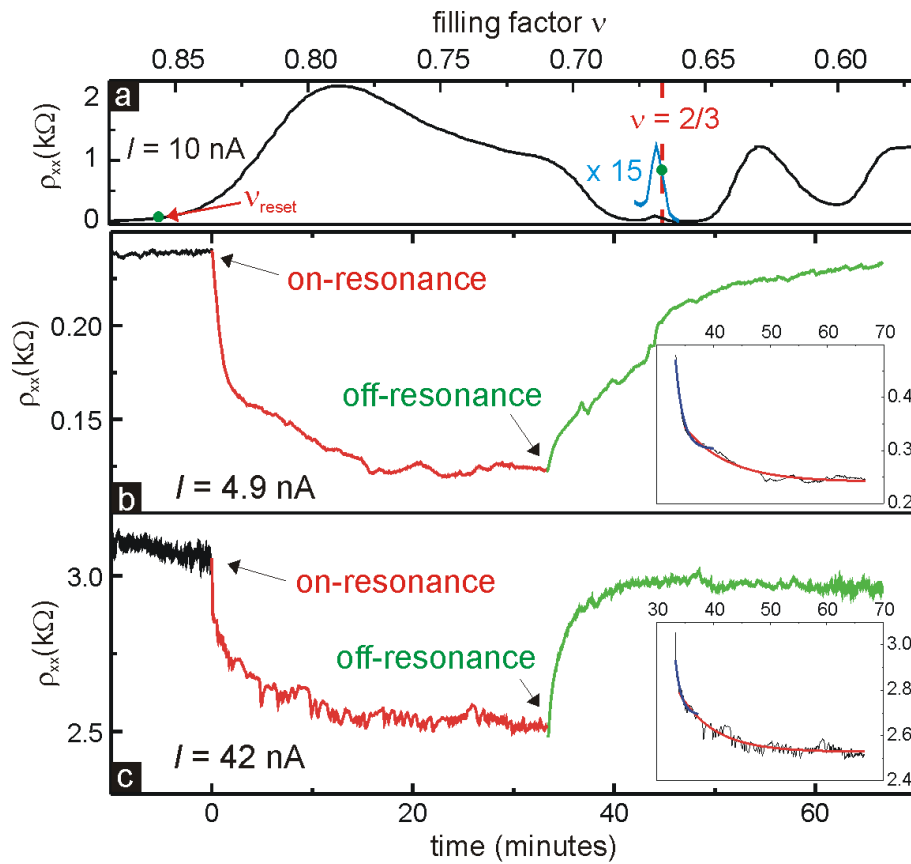 filling factor ν
0.85 0.80 0.75 0.70 0.65 0.60
a
ρxx(kΩ)
2
1
0
I = 10 nA
νreset
x 15
ν = 2/3
b
ρxx(kΩ)
0.20
0.15
on-resonance
off-resonance
I = 4.9 nA
40 50 60 70
0.4
0.3
0.2
c
ρxx(kΩ)
3.0
2.5
on-resonance
off-resonance
I = 42 nA
30 40 50 60 70
3.0
2.8
2.6
2.4
0 20 40 60
time (minutes)